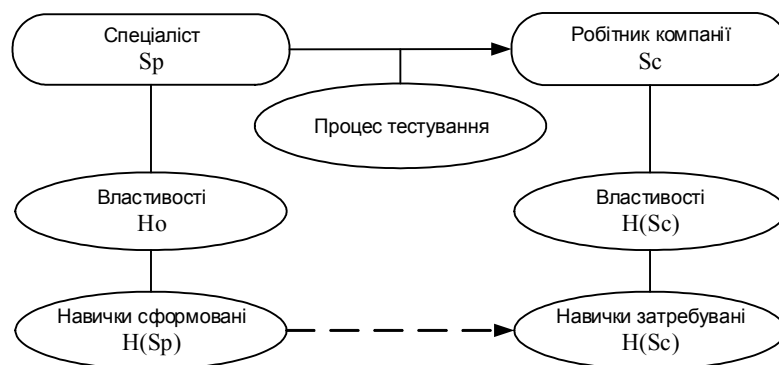 Спеціаліст
Sp
Робітник компанії
Sc
Процес тестування
Властивості
Ho
Властивості
H(Sc)
Навички сформовані
H(Sp)
Навички затребувані
H(Sc)